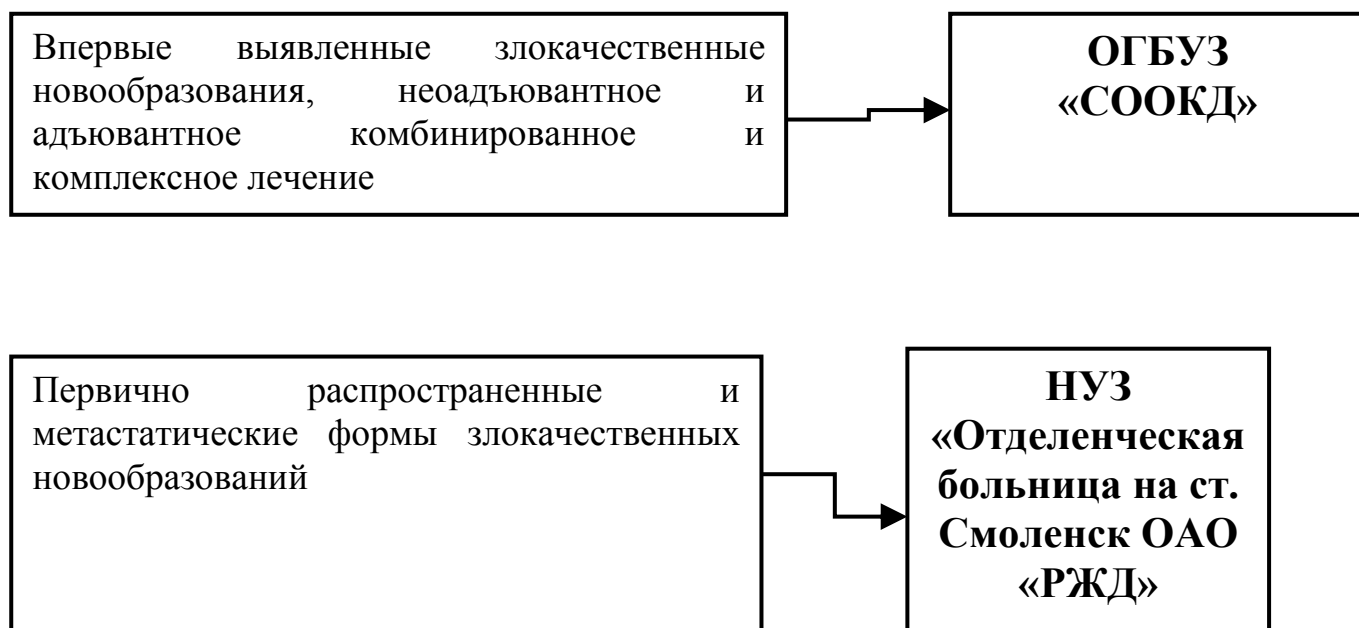 Впервые выявленные злокачественные
новообразования, неоадъювантное и
адъювантное комбинированное и
комплексное лечение
ОГБУЗ
«СООКД»
Первично распространенные и
метастатические формы злокачественных
новообразований
НУЗ
«Отделенческая
больница на ст.
Смоленск ОАО
«РЖД»